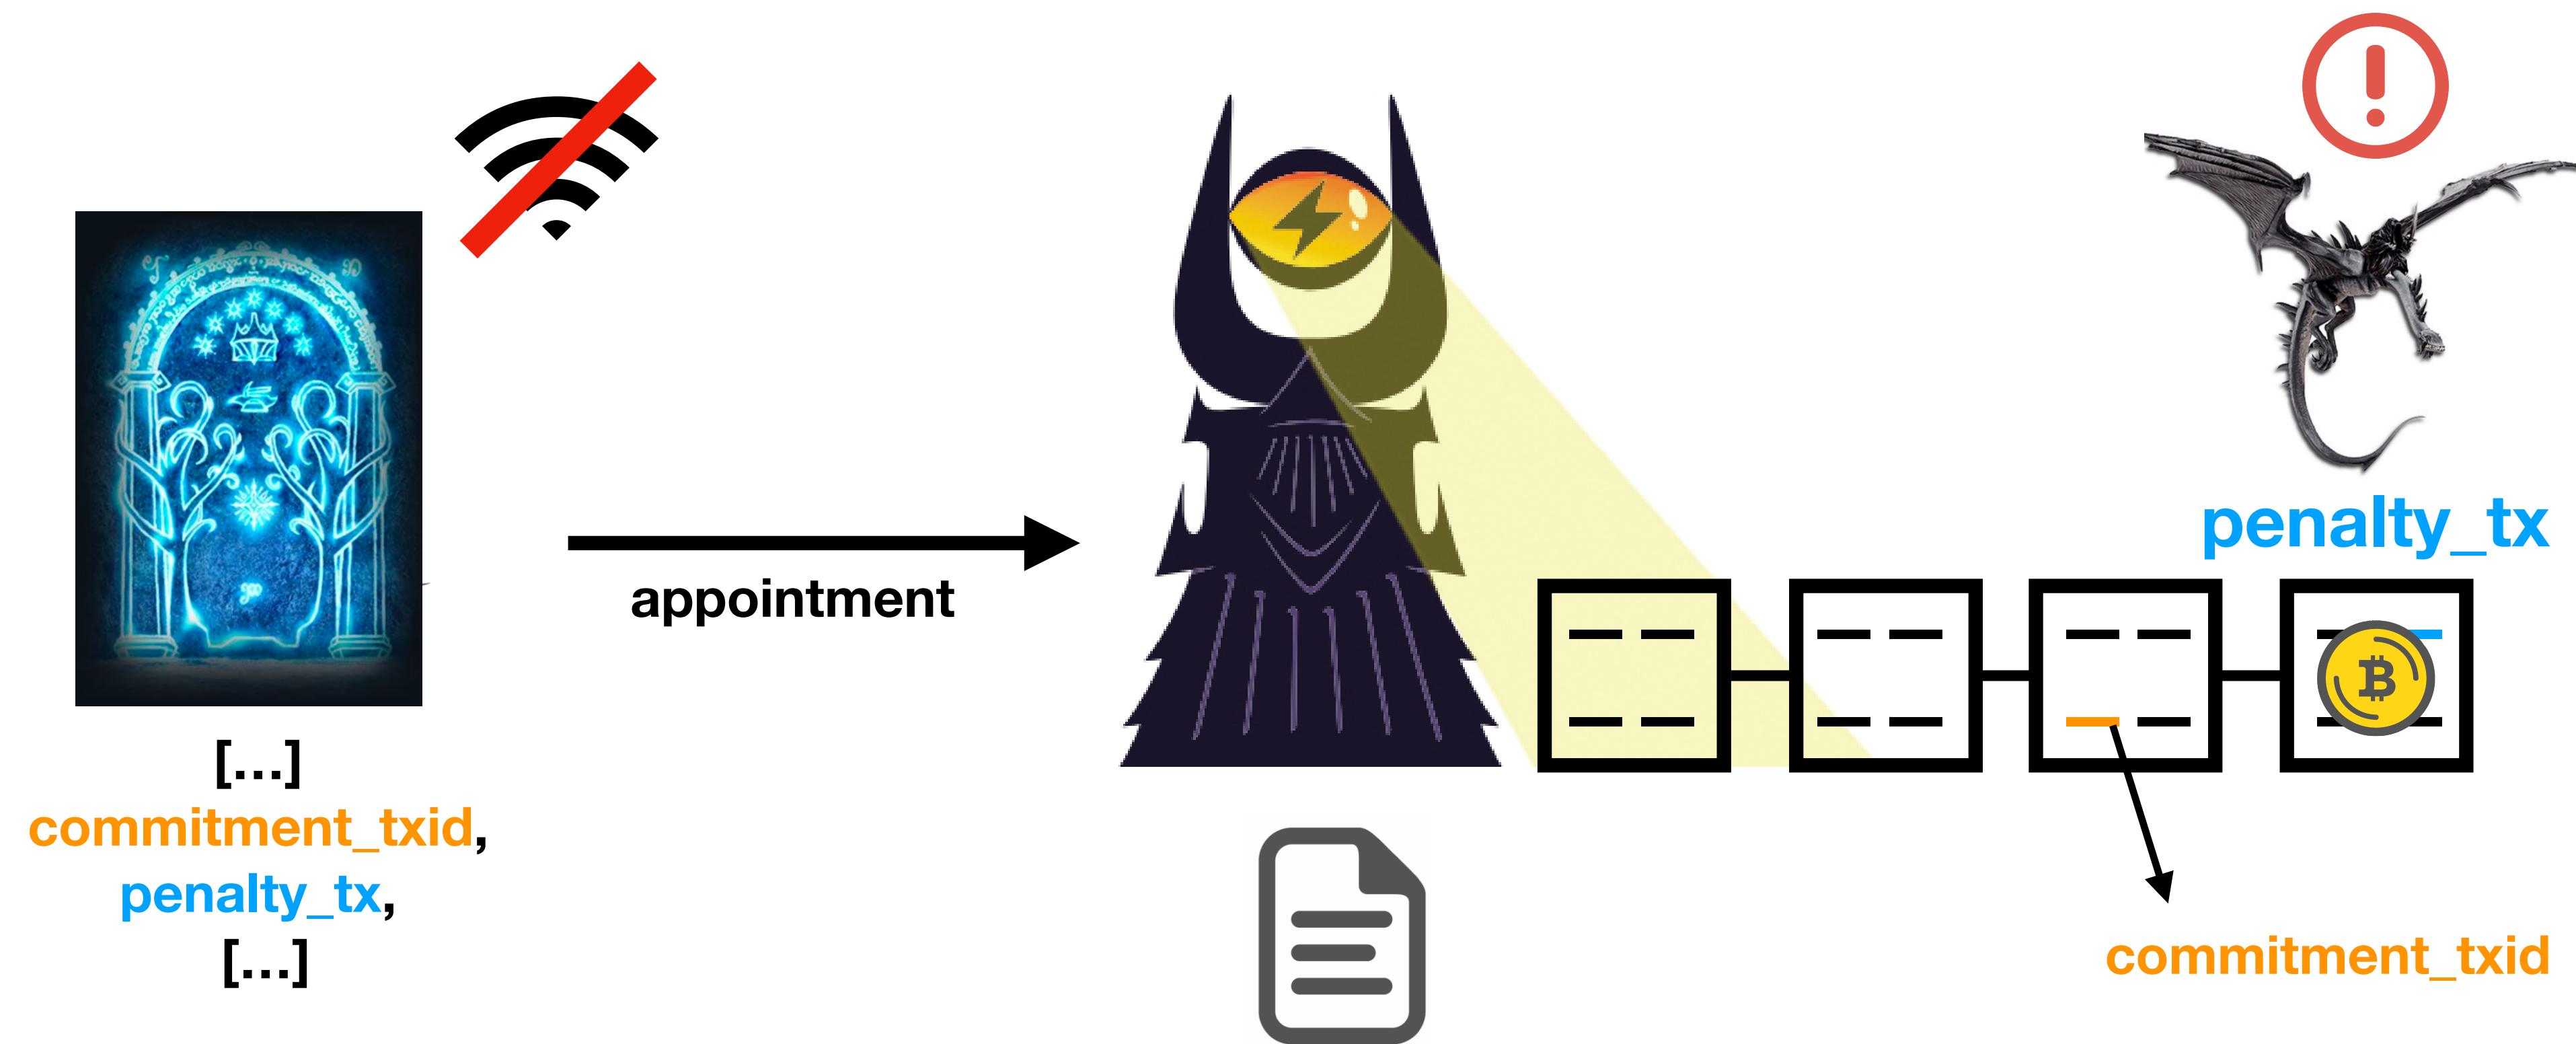 appointment
[…]
commitment_txid,
penalty_tx,
[…]
penalty_tx
commitment_txid